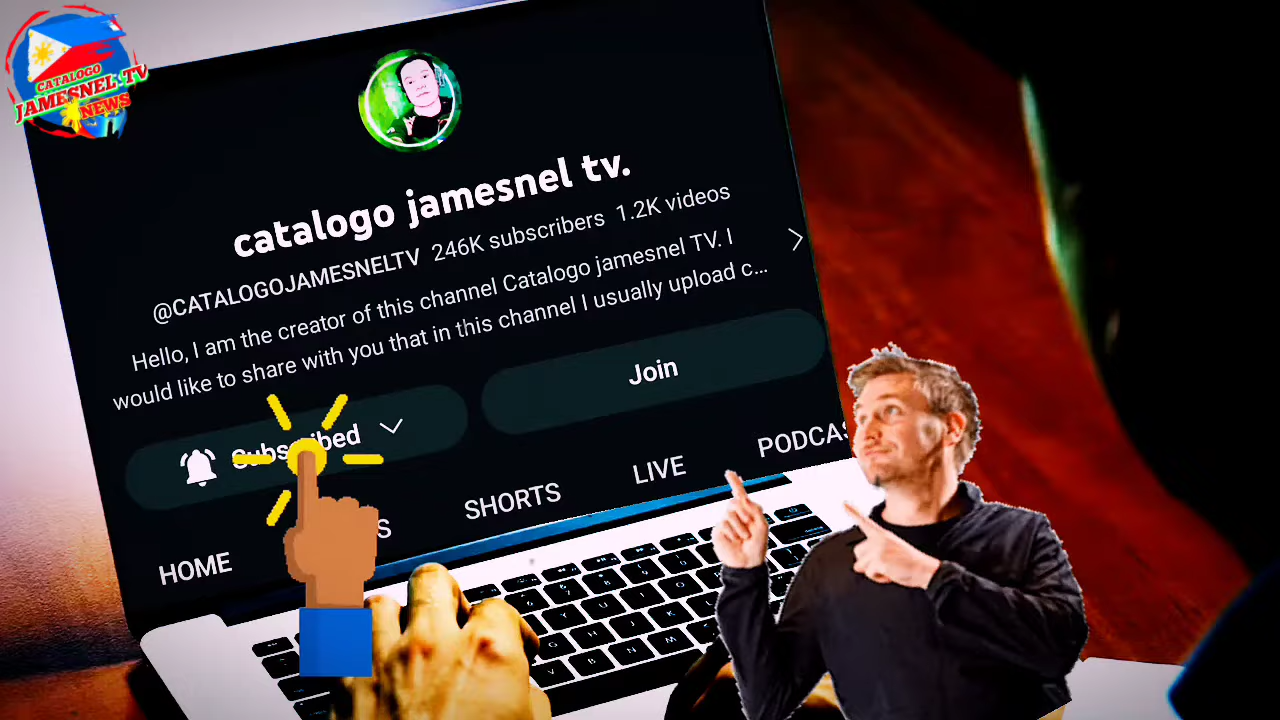 CATALOGO
JAMESNEL TV
NEWS
catalogo jamesnel tv.
@CATALOGOJAMESNELTV 246K subscribers 1.2K videos
Hello, I am the creator of this channel Catalogo jamesnel TV. I
would like to share with you that in this channel I usually upload c...
Subscribed
Join
HOME
SHORTS
LIVE